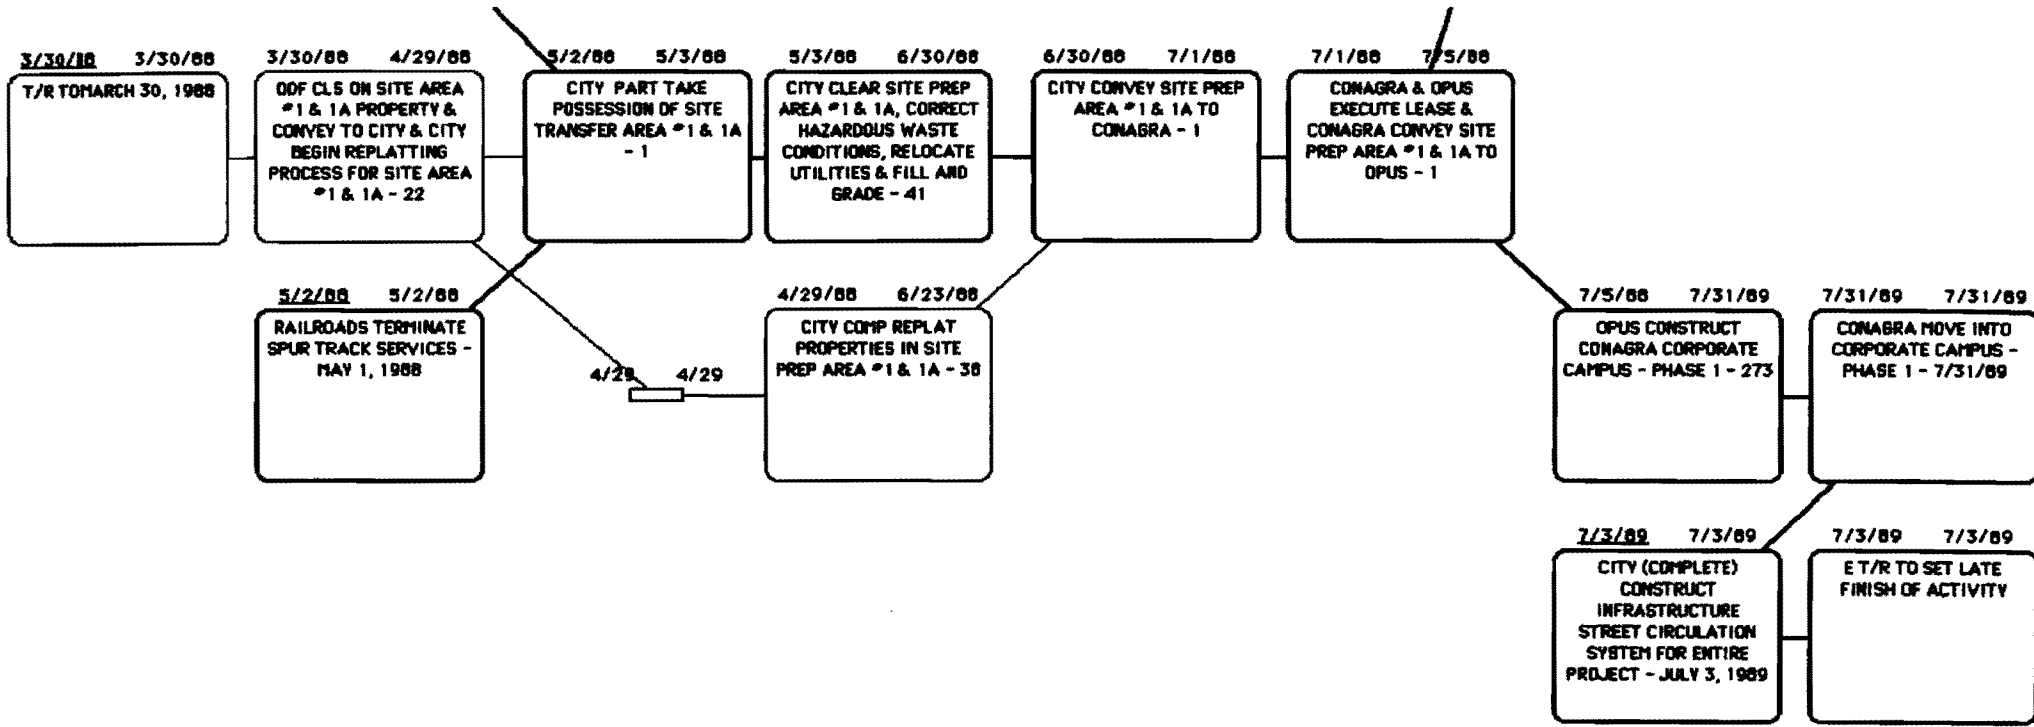 3/30/88 3/30/88
T/R TOMARCH 30, 1988
3/30/88 4/29/88
ODF CLS ON SITE AREA
#1 & 1A PROPERTY &
CONVEY TO CITY & CITY
BEGIN REPLATTING
PROCESS FOR SITE AREA
#1 & 1A - 22
5/2/88 5/3/88
CITY PART TAKE
POSSESSION OF SITE
TRANSFER AREA #1 & 1A
- 1
5/3/88 6/30/88
CITY CLEAR SITE PREP
AREA #1 & 1A, CORRECT
HAZARDOUS WASTE
CONDITIONS, RELOCATE
UTILITIES & FILL AND
GRADE - 41
6/30/88 7/1/88
CITY CONVEY SITE PREP
AREA #1 & 1A TO
CONAGRA - 1
7/1/88 7/5/88
CONAGRA & OPUS
EXECUTE LEASE &
CONAGRA CONVEY SITE
PREP AREA #1 & 1A TO
OPUS - 1
5/2/88 5/2/88
RAILROADS TERMINATE
SPUR TRACK SERVICES -
MAY 1, 1988
4/29 4/29
4/29/88 6/23/88
CITY COMP REPLAT
PROPERTIES IN SITE
PREP AREA #1 & 1A - 38
7/5/88 7/31/89
OPUS CONSTRUCT
CONAGRA CORPORATE
CAMPUS - PHASE 1 - 273
7/31/89 7/31/89
CONAGRA MOVE INTO
CORPORATE CAMPUS -
PHASE 1 - 7/31/89
7/3/89 7/3/89
CITY (COMPLETE)
CONSTRUCT
INFRASTRUCTURE
STREET CIRCULATION
SYSTEM FOR ENTIRE
PROJECT - JULY 3, 1989
7/3/89 7/3/89
E T/R TO SET LATE
FINISH OF ACTIVITY